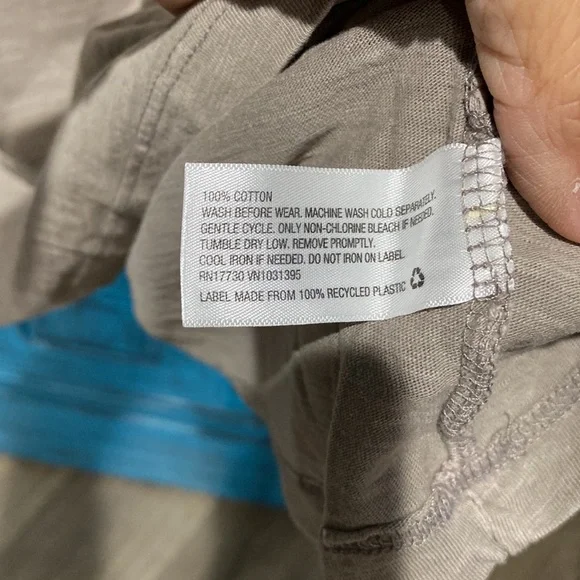 100% COTTON
WASH BEFORE WEAR. MACHINE WASH COLD SEPARATELY.
GENTLE CYCLE. ONLY NON-CHLORINE BLEACH IF NEEDED.
TUMBLE DRY LOW. REMOVE PROMPTLY.
COOL IRON IF NEEDED. DO NOT IRON ON LABEL.
RN17730 VN1031395
LABEL MADE FROM 100% RECYCLED PLASTIC